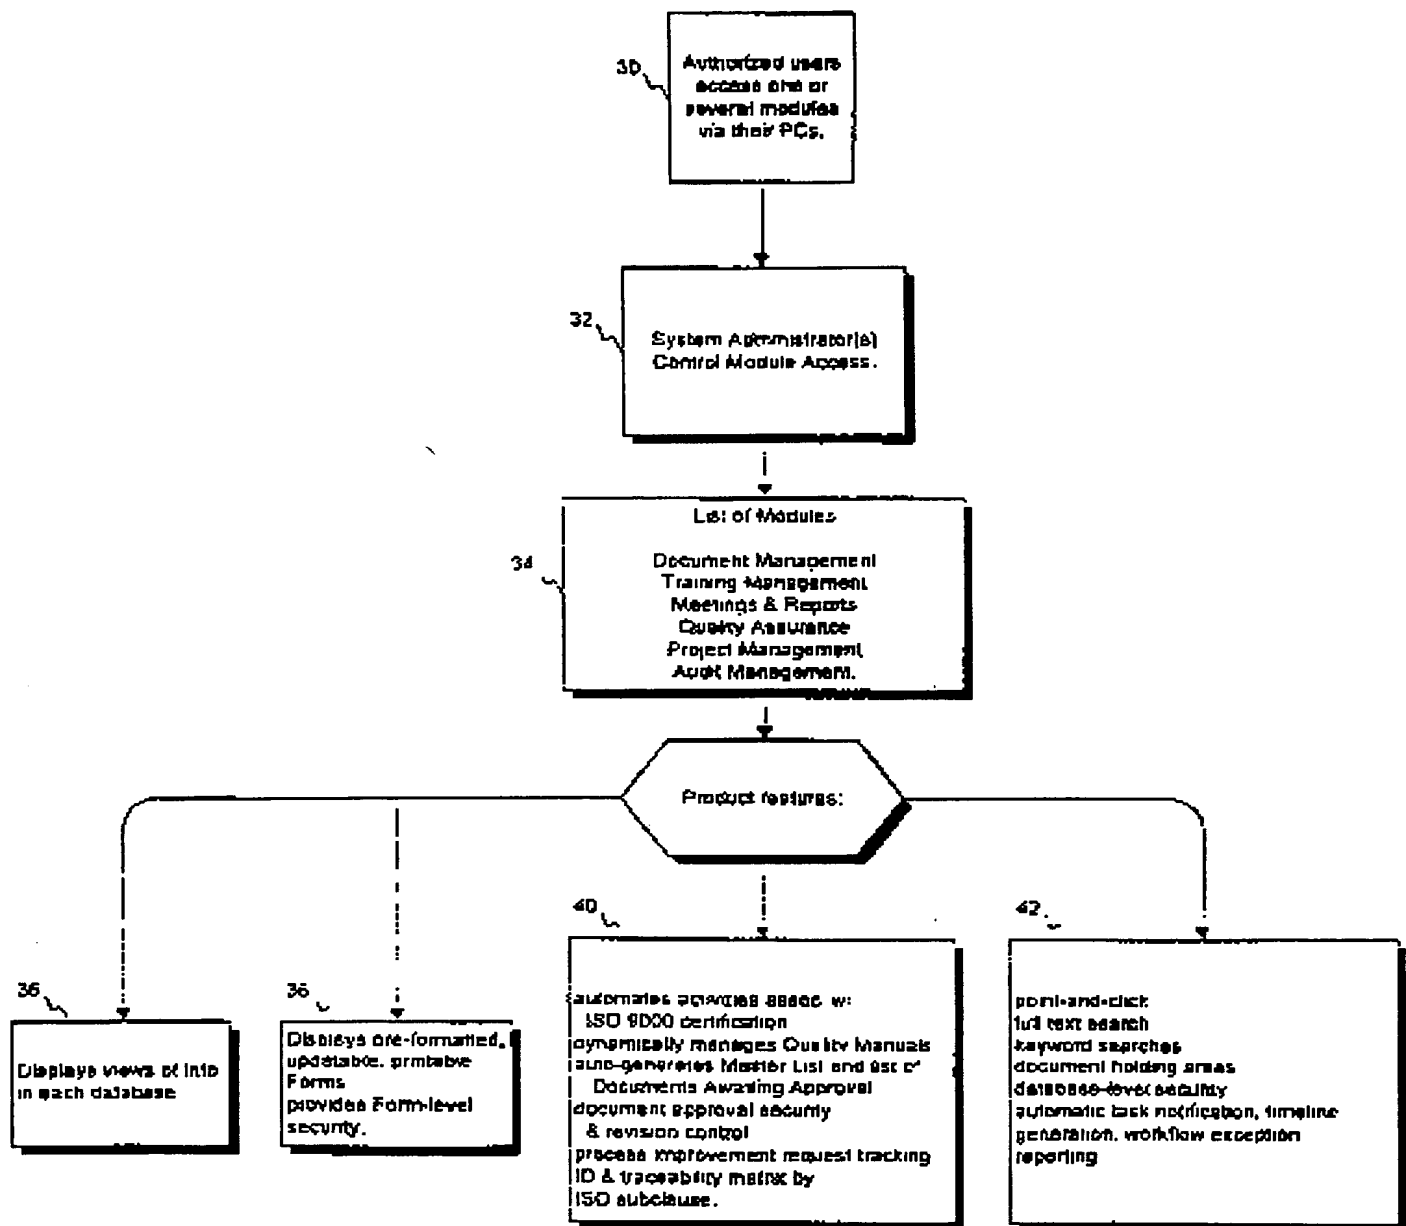 30
Authorized users
access one or
several modules
via their PCs.
32
System Administrator(s)
Control Module Access.
34
List of Modules
Document Management
Training Management
Meetings & Reports
Quality Assurance
Project Management
Audit Management.
Product features:
36
Displays views of info
in each database
36
Displays pre-formatted,
updatable, printable
Forms
provides Form-level
security.
40
automates activities assoc. w:
ISO 9000 certification
dynamically manages Quality Manuals
auto-generates Master List and list of
Documents Awaiting Approval
document approval security
& revision control
process improvement request tracking
ID & traceability matrix by
ISO subclause.
42
point-and-click
full text search
keyword searches
document holding areas
database-level security
automatic task notification, timeline
generation, workflow exception
reporting